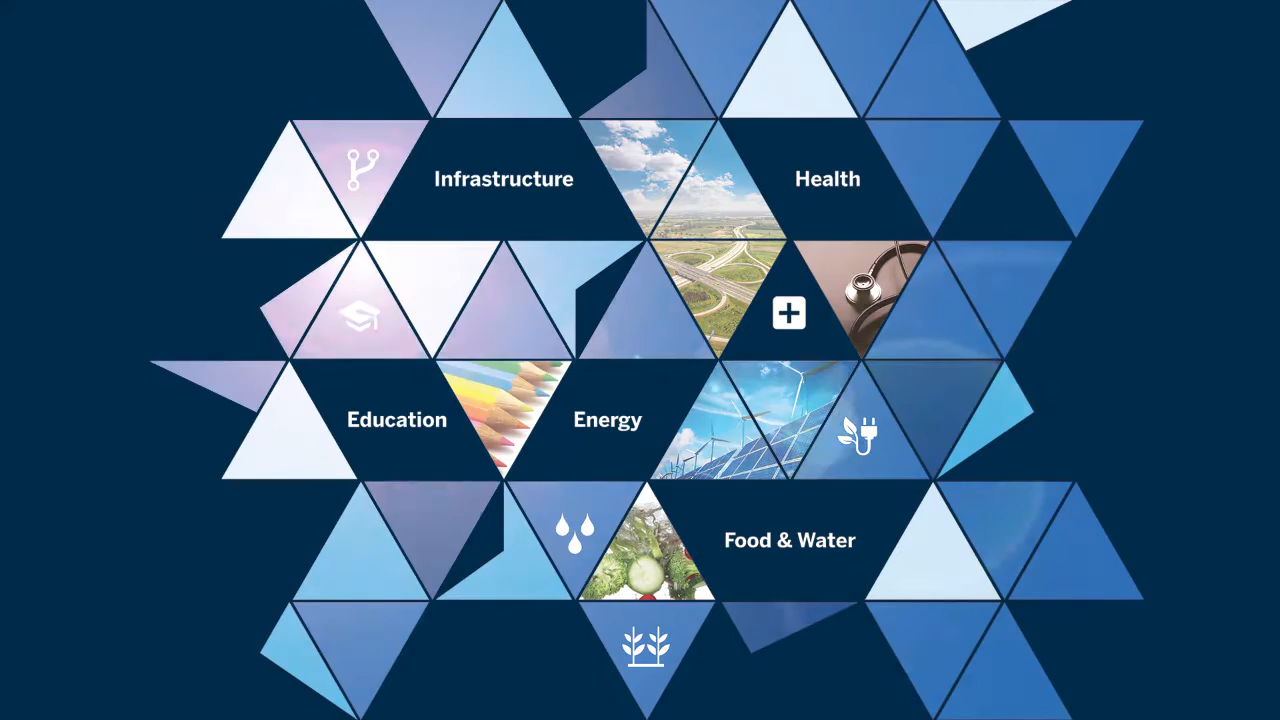 Infrastructure
Health
Education
Energy
Food & Water